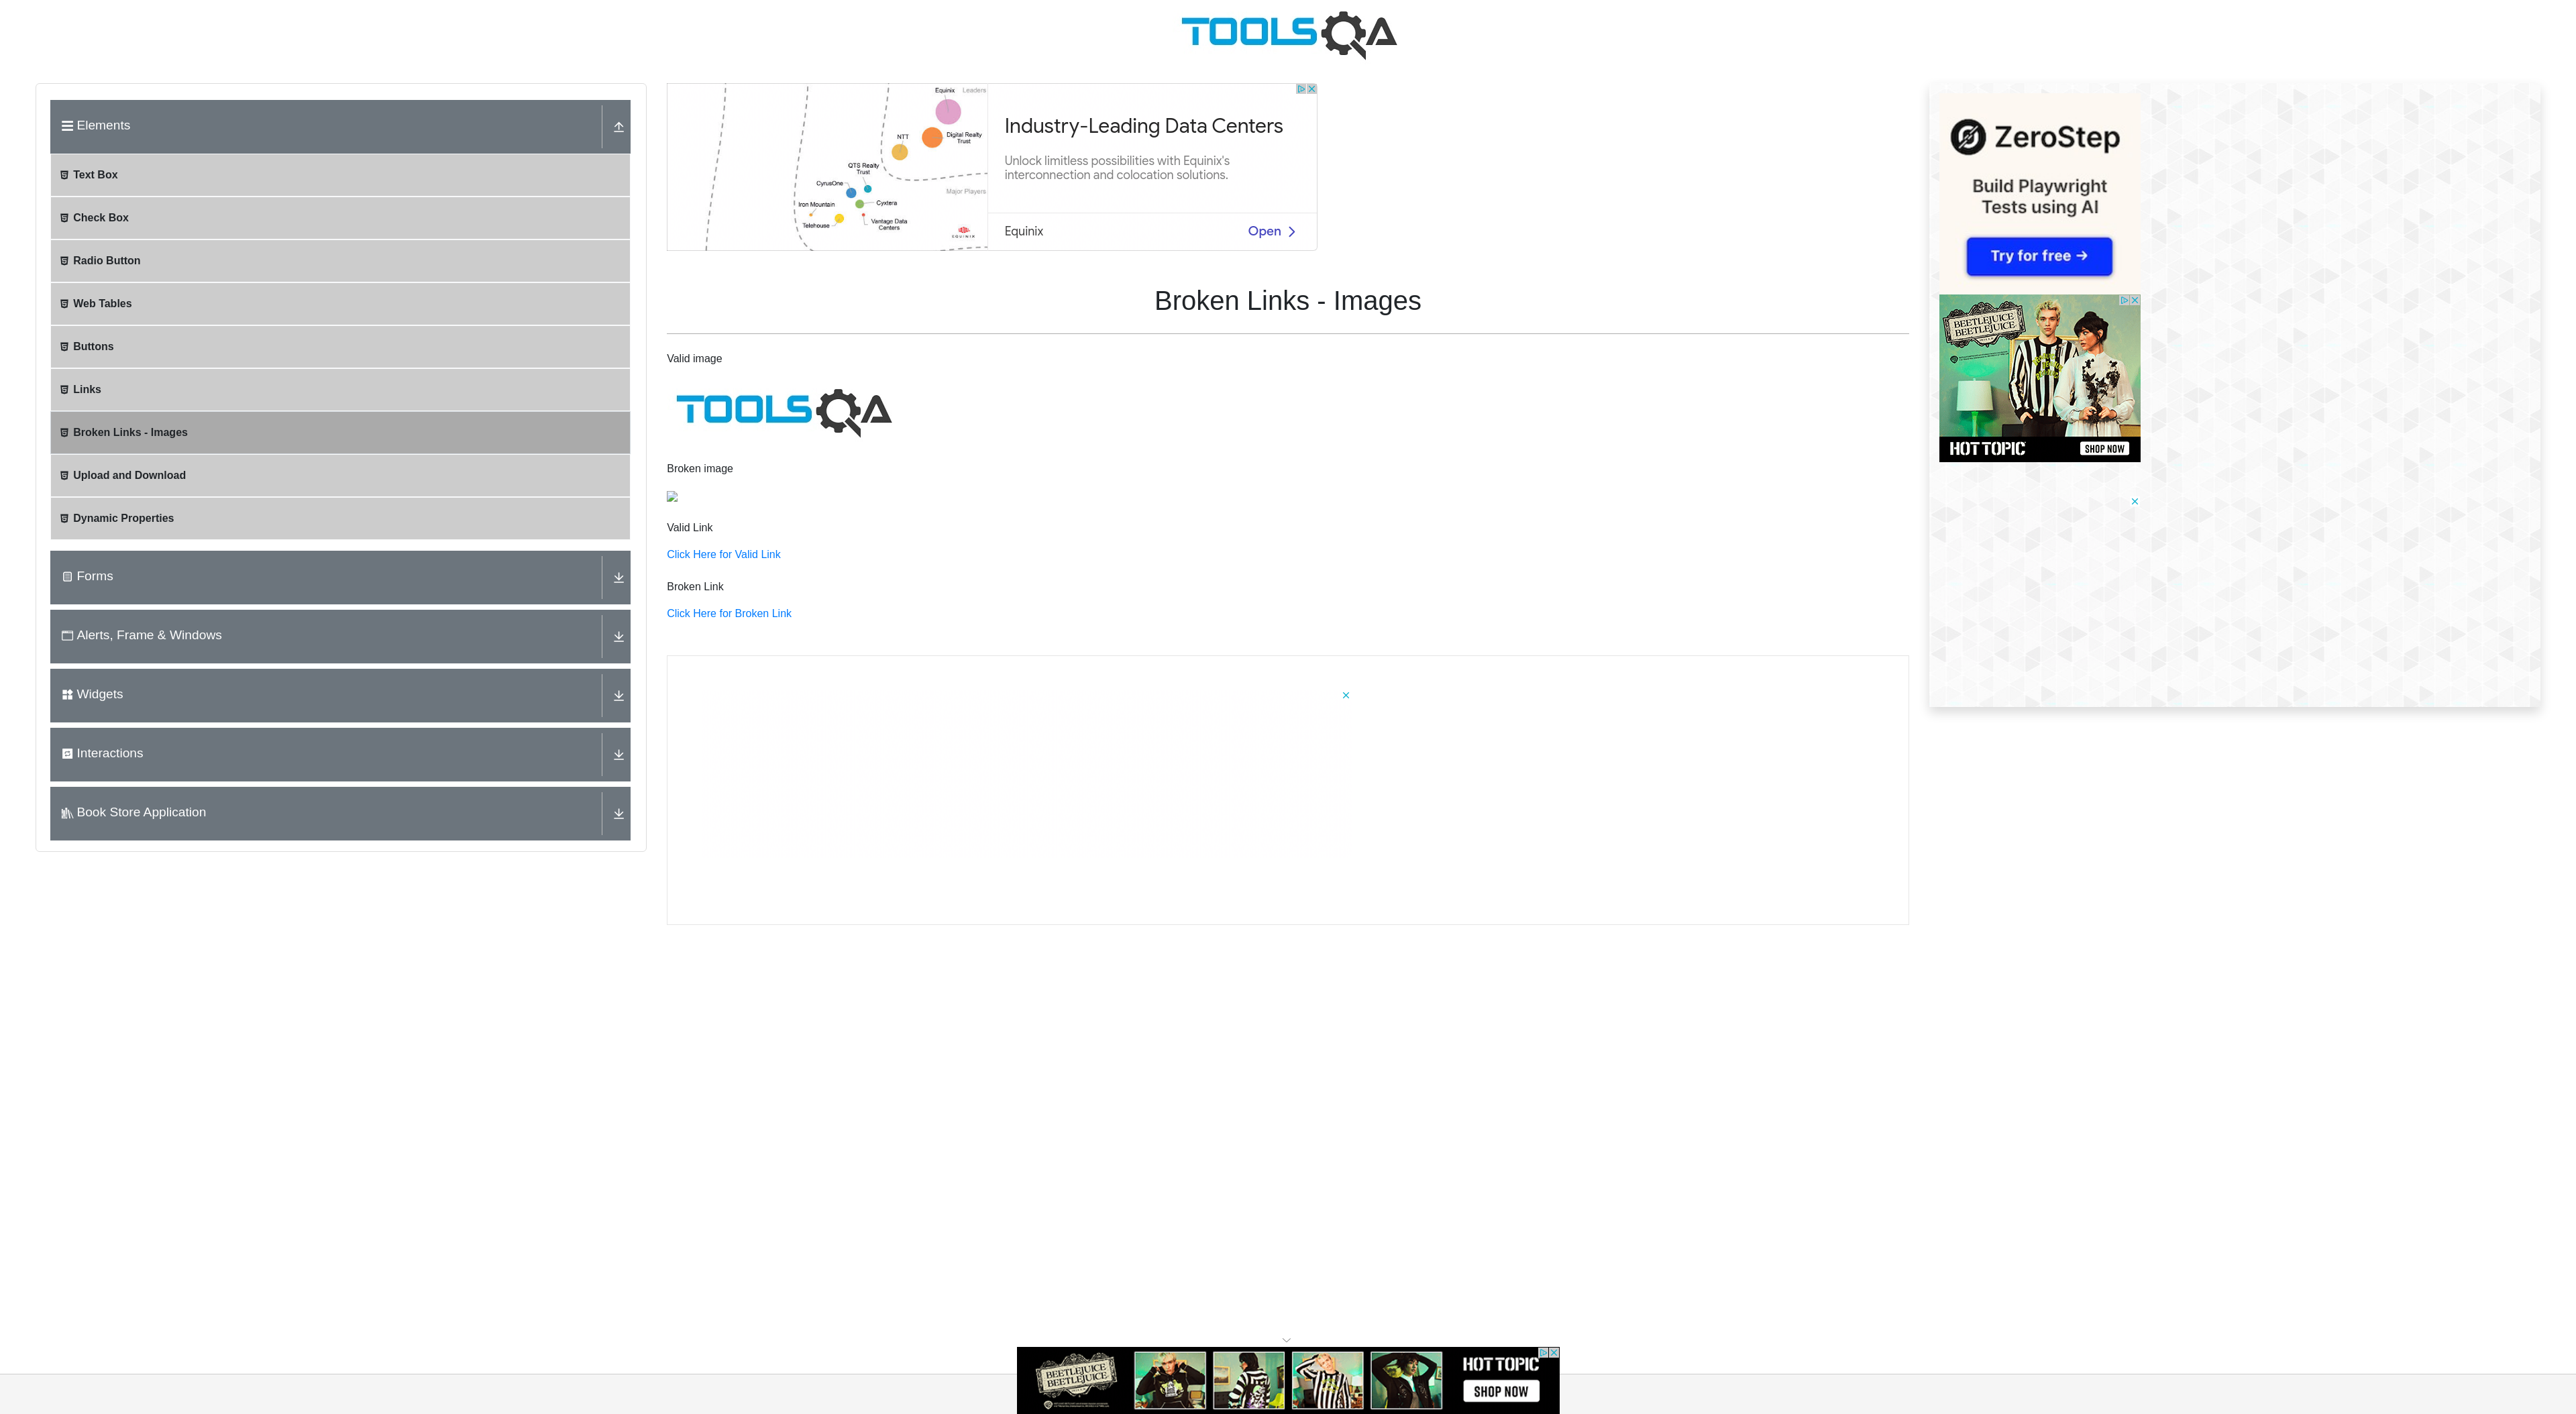 TOOLSQA
Elements
Text Box
Check Box
Radio Button
Web Tables
Buttons
Links
Broken Links - Images
Upload and Download
Dynamic Properties
Forms
Alerts, Frame & Windows
Widgets
Interactions
Book Store Application
Equinix
Leaders
NTT
Digital Realty
Trust
QTS Realty
Trust
CyrusOne
Major Players
Iron Mountain
Cyxtera
Telehouse
Vantage Data
Centers
EQUINIX
Industry-Leading Data Centers
Unlock limitless possibilities with Equinix's
interconnection and colocation solutions.
Equinix
Open
Broken Links - Images
Valid image
TOOLSQA
Broken image
Valid Link
Click Here for Valid Link
Broken Link
Click Here for Broken Link
ZeroStep
Build Playwright
Tests using AI
Try for free →
BEETLEJUICE
BEETLEJUICE
HOT TOPIC
SHOP NOW
BEETLEJUICE
BEETLEJUICE
HOT TOPIC
SHOP NOW